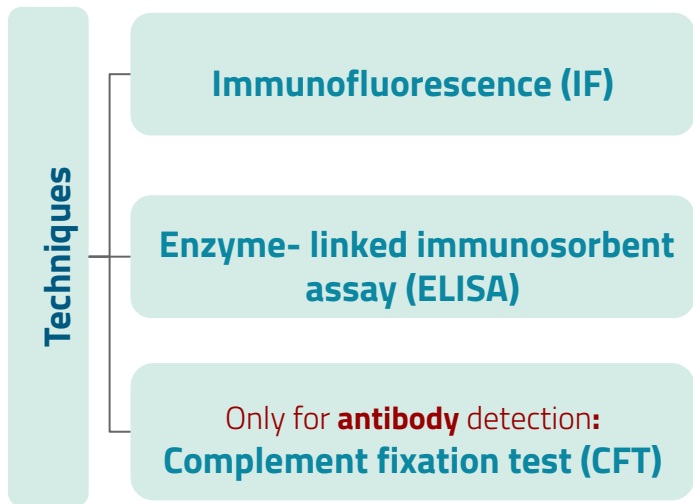 Techniques
Immunofluorescence (IF)
Enzyme- linked immunosorbent
assay (ELISA)
Only for antibody detection:
Complement fixation test (CFT)